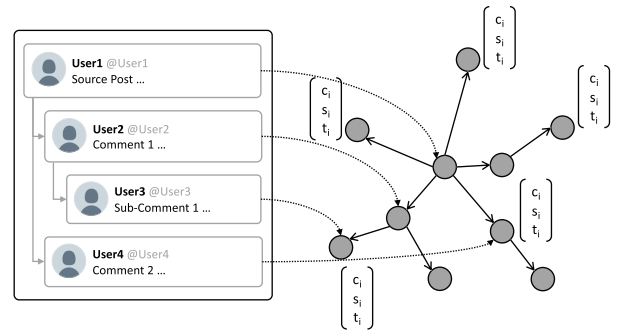 User1 @User1
Source Post ...
User2 @User2
Comment 1 ...
User3 @User3
Sub-Comment 1 ...
User4 @User4
Comment 2 ...
cᵢ
sᵢ
tᵢ
cᵢ
sᵢ
tᵢ
cᵢ
sᵢ
tᵢ
cᵢ
sᵢ
tᵢ
cᵢ
sᵢ
tᵢ